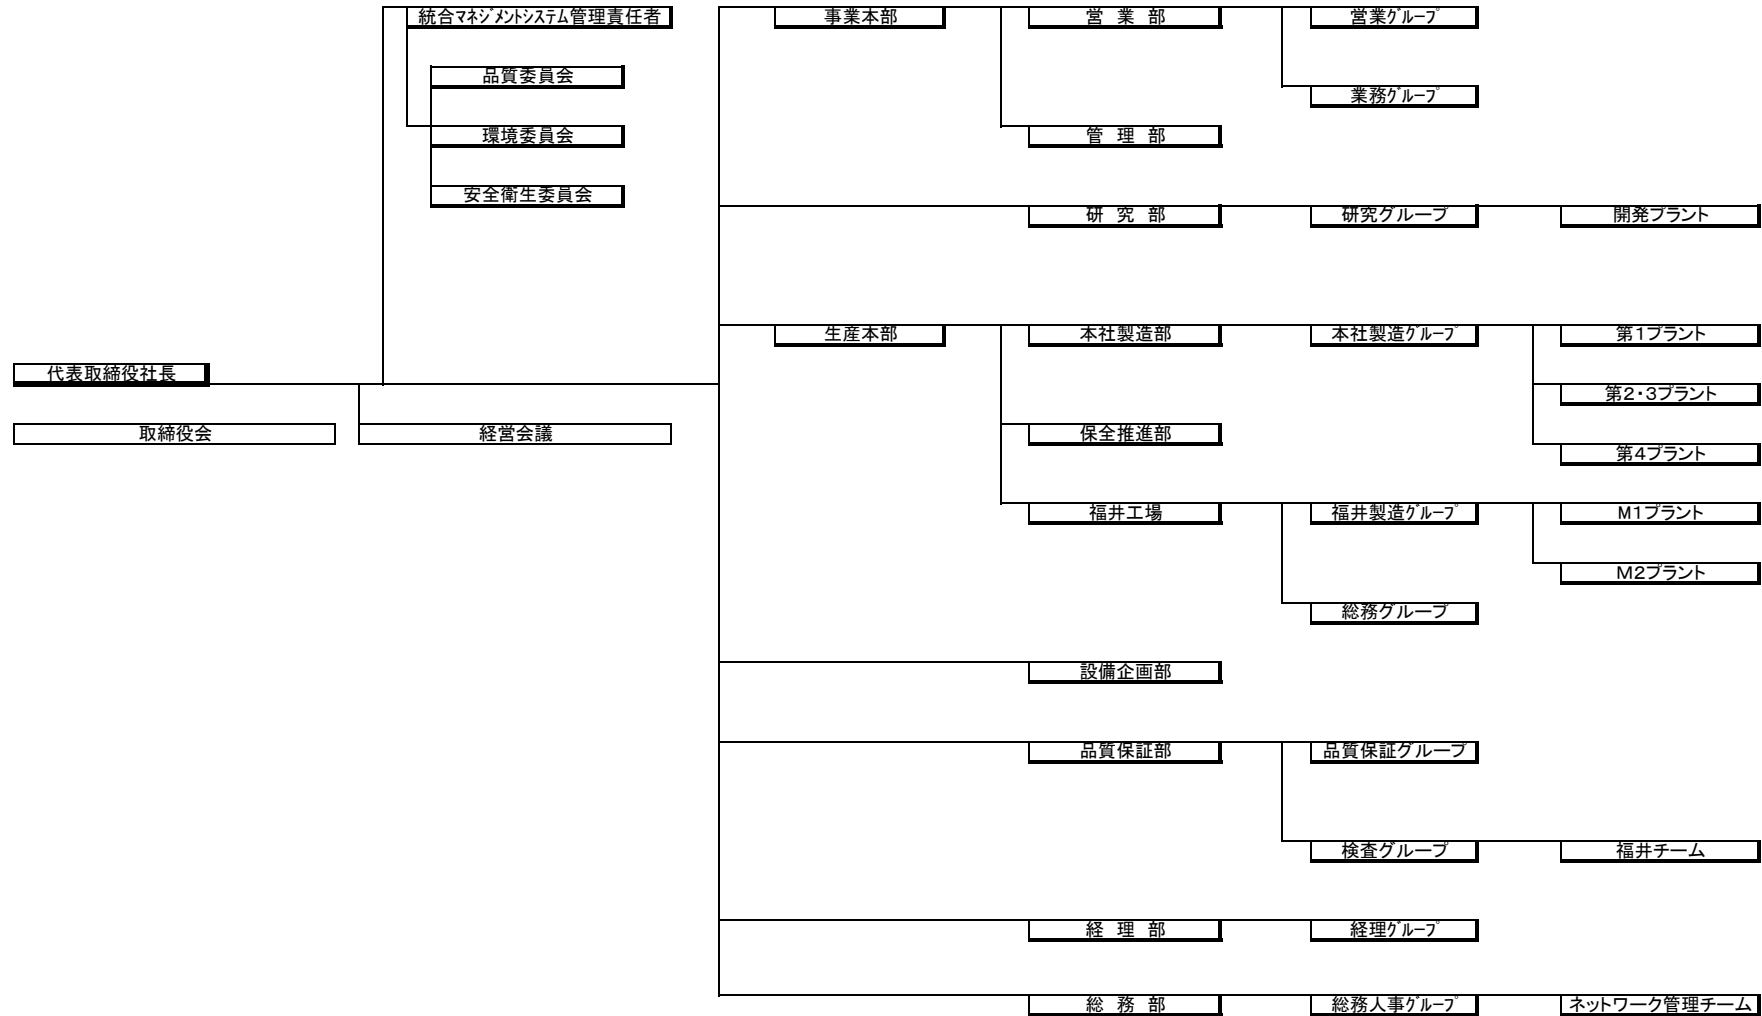 統合ﾏﾈｼﾞﾒﾝﾄｼｽﾃﾑ管理責任者
事業本部
営　業　部
営業ｸﾞﾙｰﾌﾟ
品質委員会
業務ｸﾞﾙｰﾌﾟ
環境委員会
管　理　部
安全衛生委員会
研　究　部
研究グループ
開発プラント
生産本部
本社製造部
本社製造ｸﾞﾙｰﾌﾟ
第１プラント
代表取締役社長
第２・３プラント
取締役会
経営会議
保全推進部
第４プラント
福井工場
福井製造ｸﾞﾙｰﾌﾟ
M１プラント
M２プラント
総務グループ
設備企画部
品質保証部
品質保証グループ
検査グループ
福井チーム
経　理　部
経理ｸﾞﾙｰﾌﾟ
総　務　部
総務人事ｸﾞﾙｰﾌﾟ
ネットワーク管理チーム